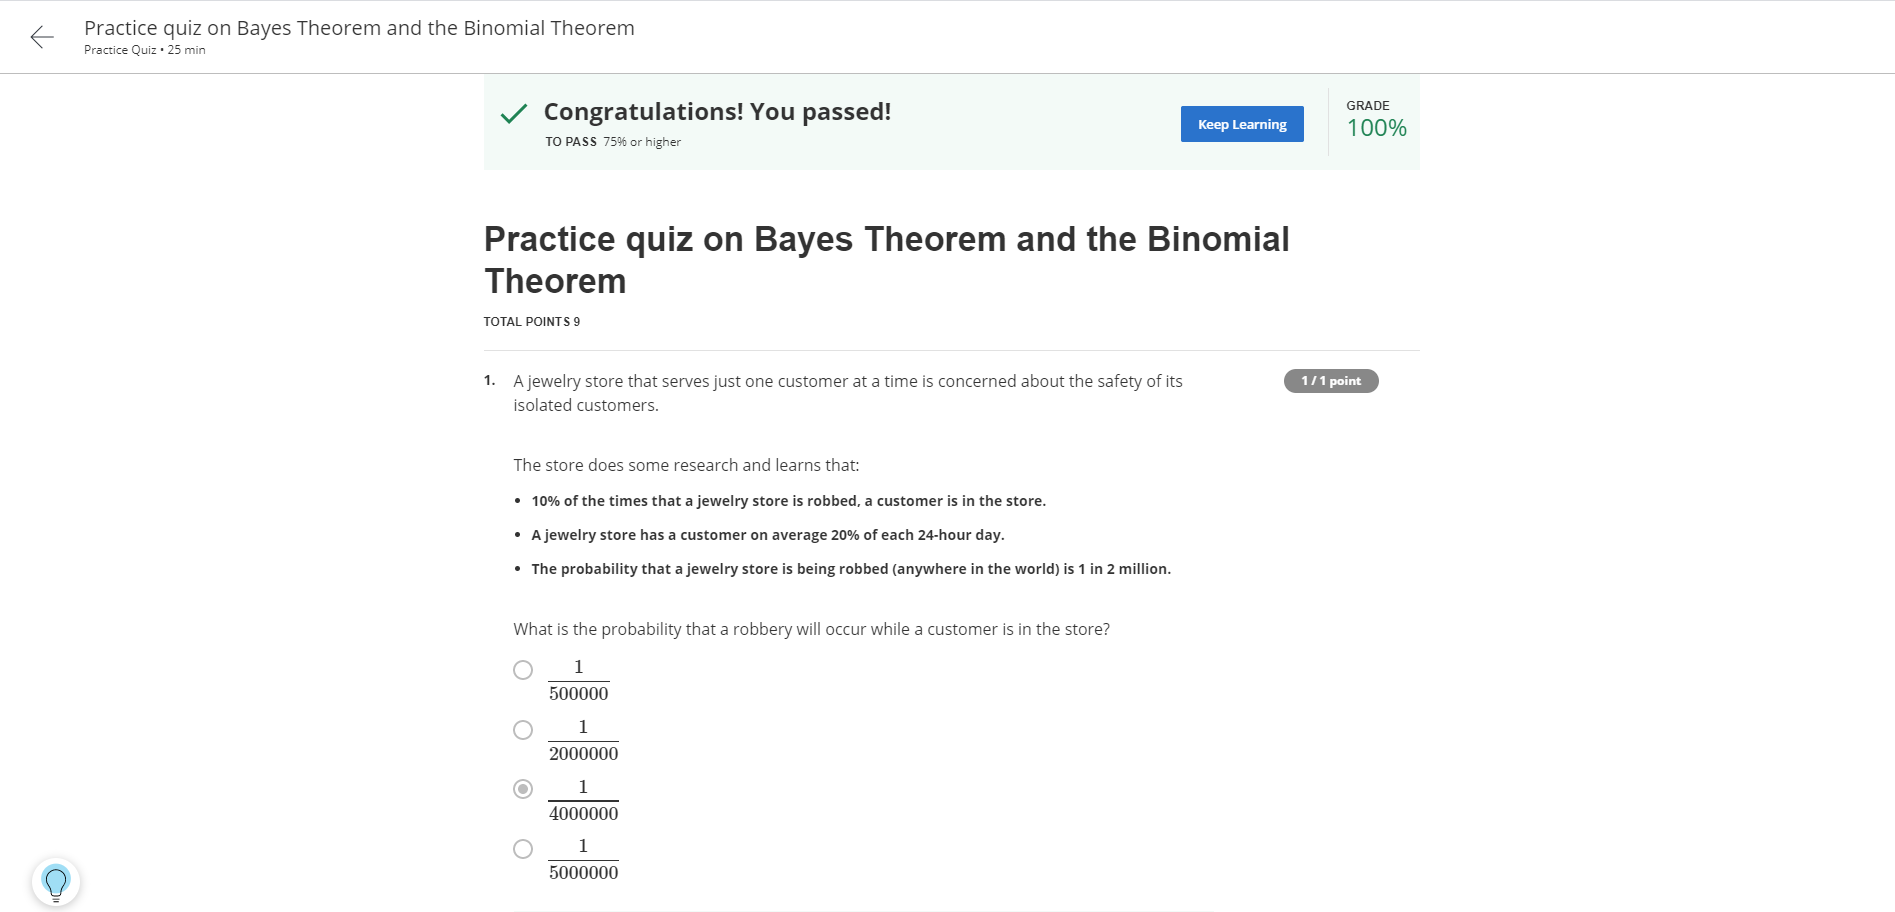 Practice quiz on Bayes Theorem and the Binomial Theorem
Practice Quiz • 25 min
Congratulations! You passed!
TO PASS 75% or higher
Keep Learning
GRADE
100%
Practice quiz on Bayes Theorem and the Binomial
Theorem
TOTAL POINTS 9
1. A jewelry store that serves just one customer at a time is concerned about the safety of its
isolated customers.
1 / 1 point
The store does some research and learns that:
• 10% of the times that a jewelry store is robbed, a customer is in the store.
• A jewelry store has a customer on average 20% of each 24-hour day.
• The probability that a jewelry store is being robbed (anywhere in the world) is 1 in 2 million.
What is the probability that a robbery will occur while a customer is in the store?
1
500000
1
2000000
1
4000000
1
5000000